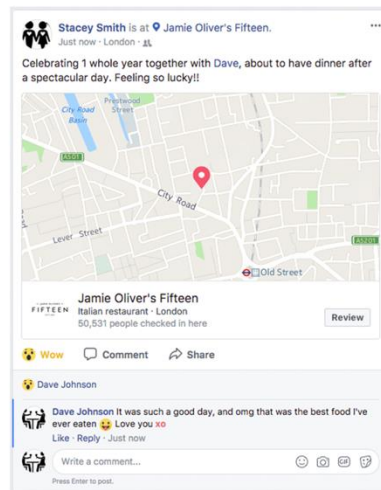 Stacey Smith is at Jamie Oliver's Fifteen.
Just now · London ·
Celebrating 1 whole year together with Dave, about to have dinner after
a spectacular day. Feeling so lucky!!
Prestwood
Street
City Road
Basin
A501
City Road
Lever Street
A5201
Old Street
FIFTEEN
Jamie Oliver's Fifteen
Italian restaurant · London
50,531 people checked in here
Review
Wow
Comment
Share
Dave Johnson
Dave Johnson It was such a good day, and omg that was the best food I've
ever eaten 😜 Love you xo
Like · Reply · Just now
Write a comment...
GIF
Press Enter to post.